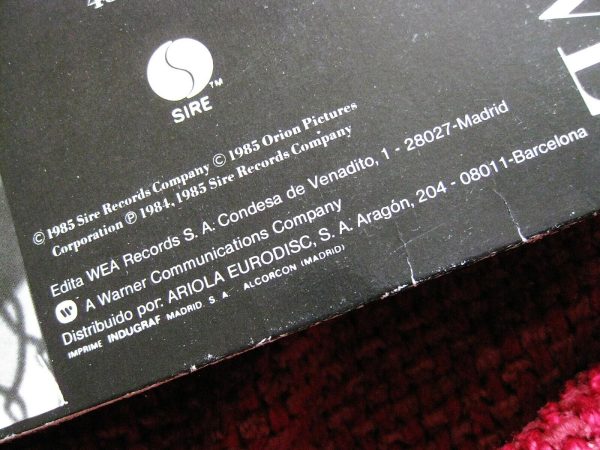 SIRE™
© 1985 Sire Records Company © 1985 Orion Pictures
Corporation ℗ 1984, 1985 Sire Records Company
Edita WEA Records S. A. Condesa de Venadito, 1 - 28027-Madrid
A Warner Communications Company
Distribuido por: ARIOLA EURODISC, S. A. Aragón, 204 - 08011-Barcelona
IMPRIME INDUGRAF MADRID. S. A. ALCORCON (MADRID)